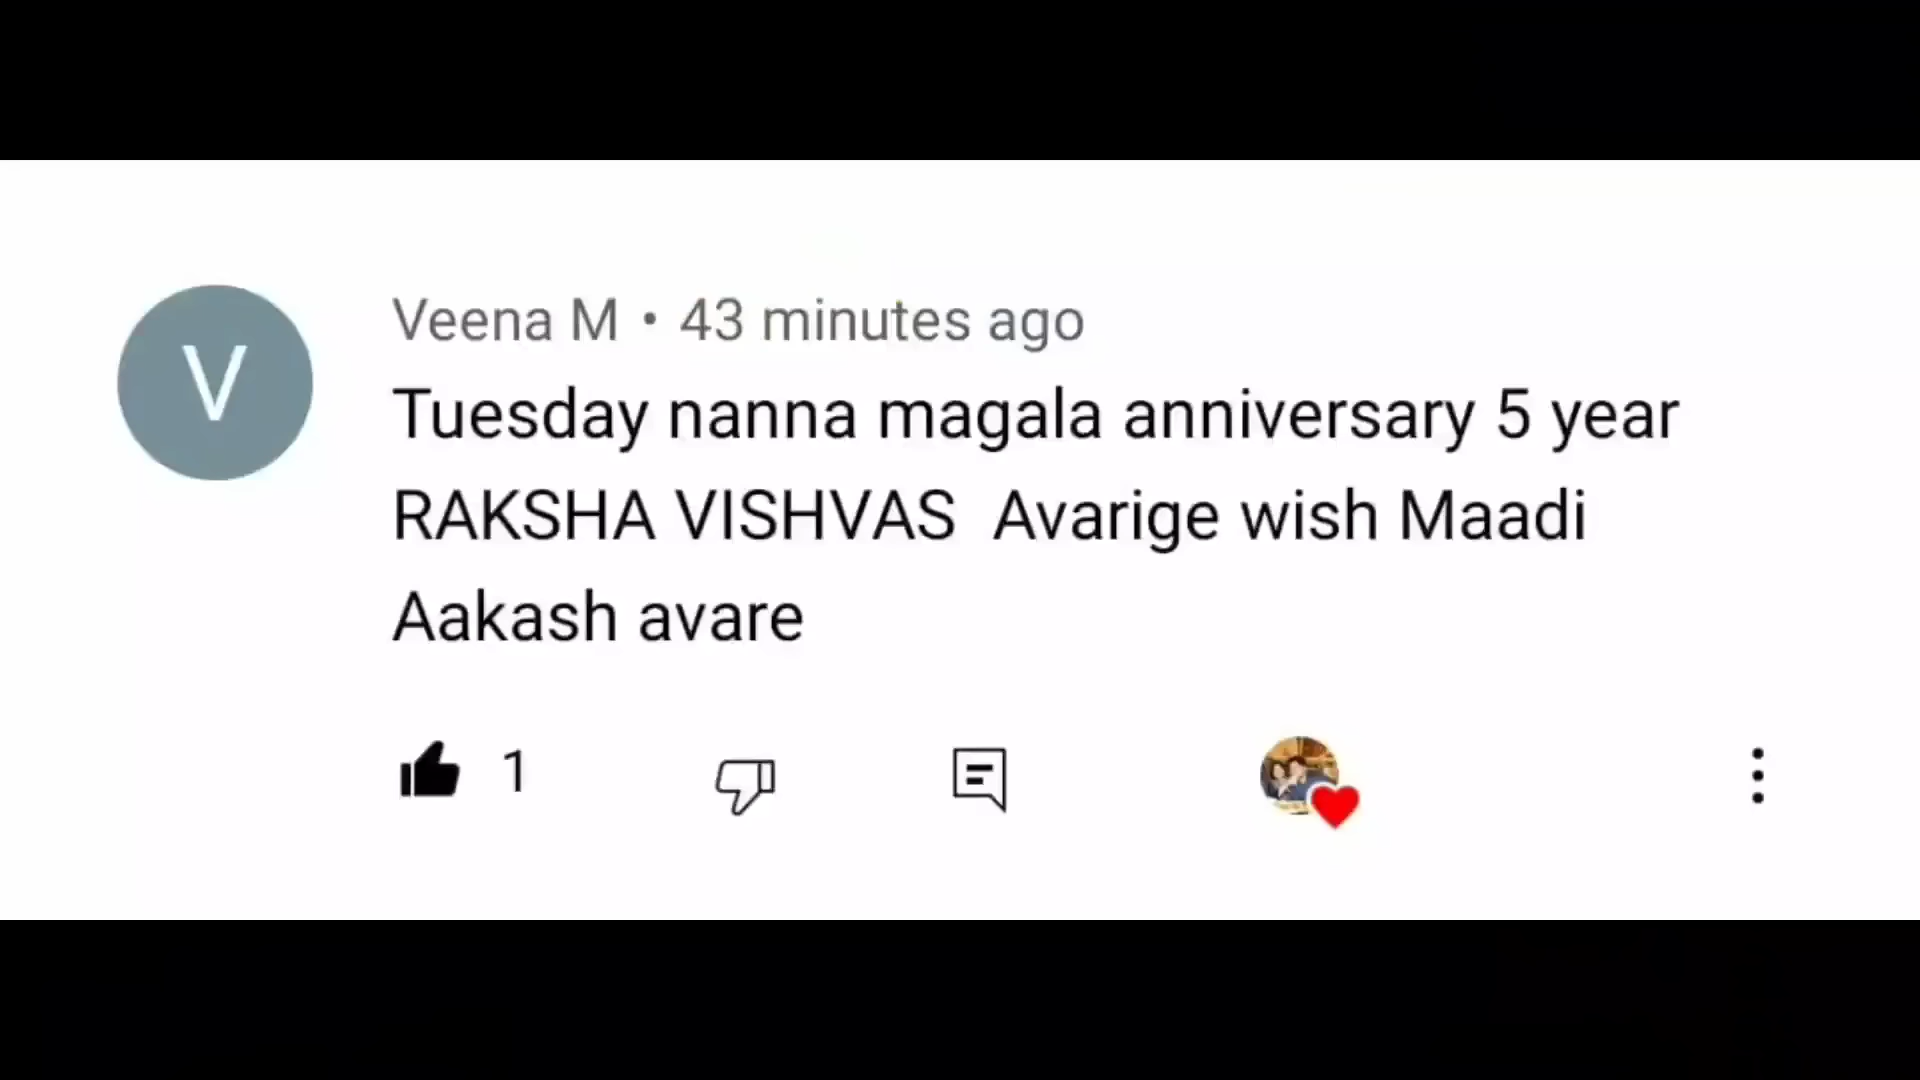 V
Veena M • 43 minutes ago
Tuesday nanna magala anniversary 5 year
RAKSHA VISHVAS  Avarige wish Maadi
Aakash avare
1